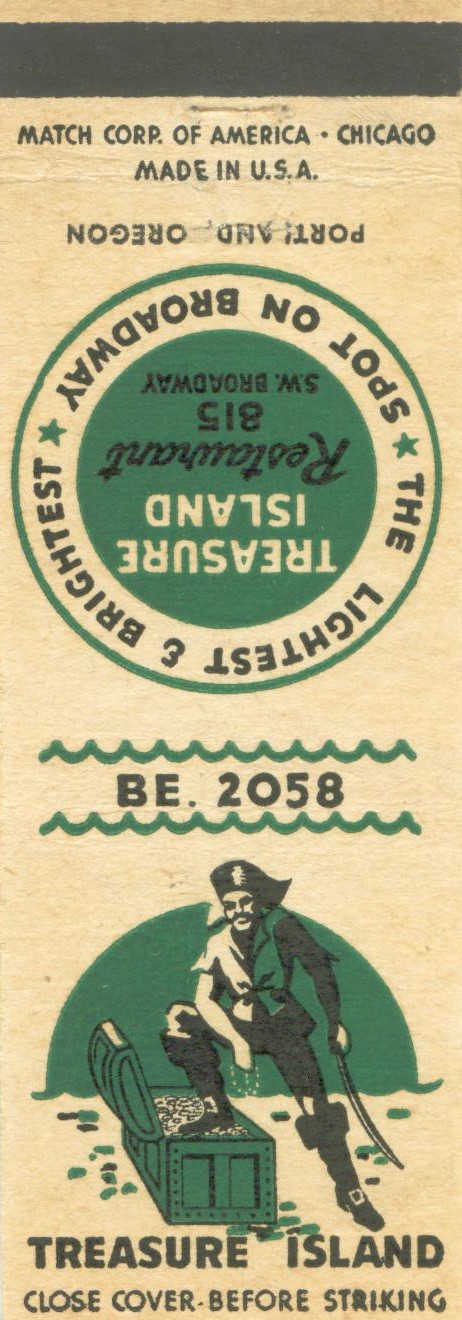 MATCH CORP. OF AMERICA • CHICAGO
MADE IN U.S.A.
PORTLAND, OREGON
★ THE LIGHTEST & BRIGHTEST ★ SPOT ON BROADWAY
TREASURE
ISLAND
Restaurant
815
S.W. BROADWAY
BE. 2058
TREASURE ISLAND
CLOSE COVER-BEFORE STRIKING